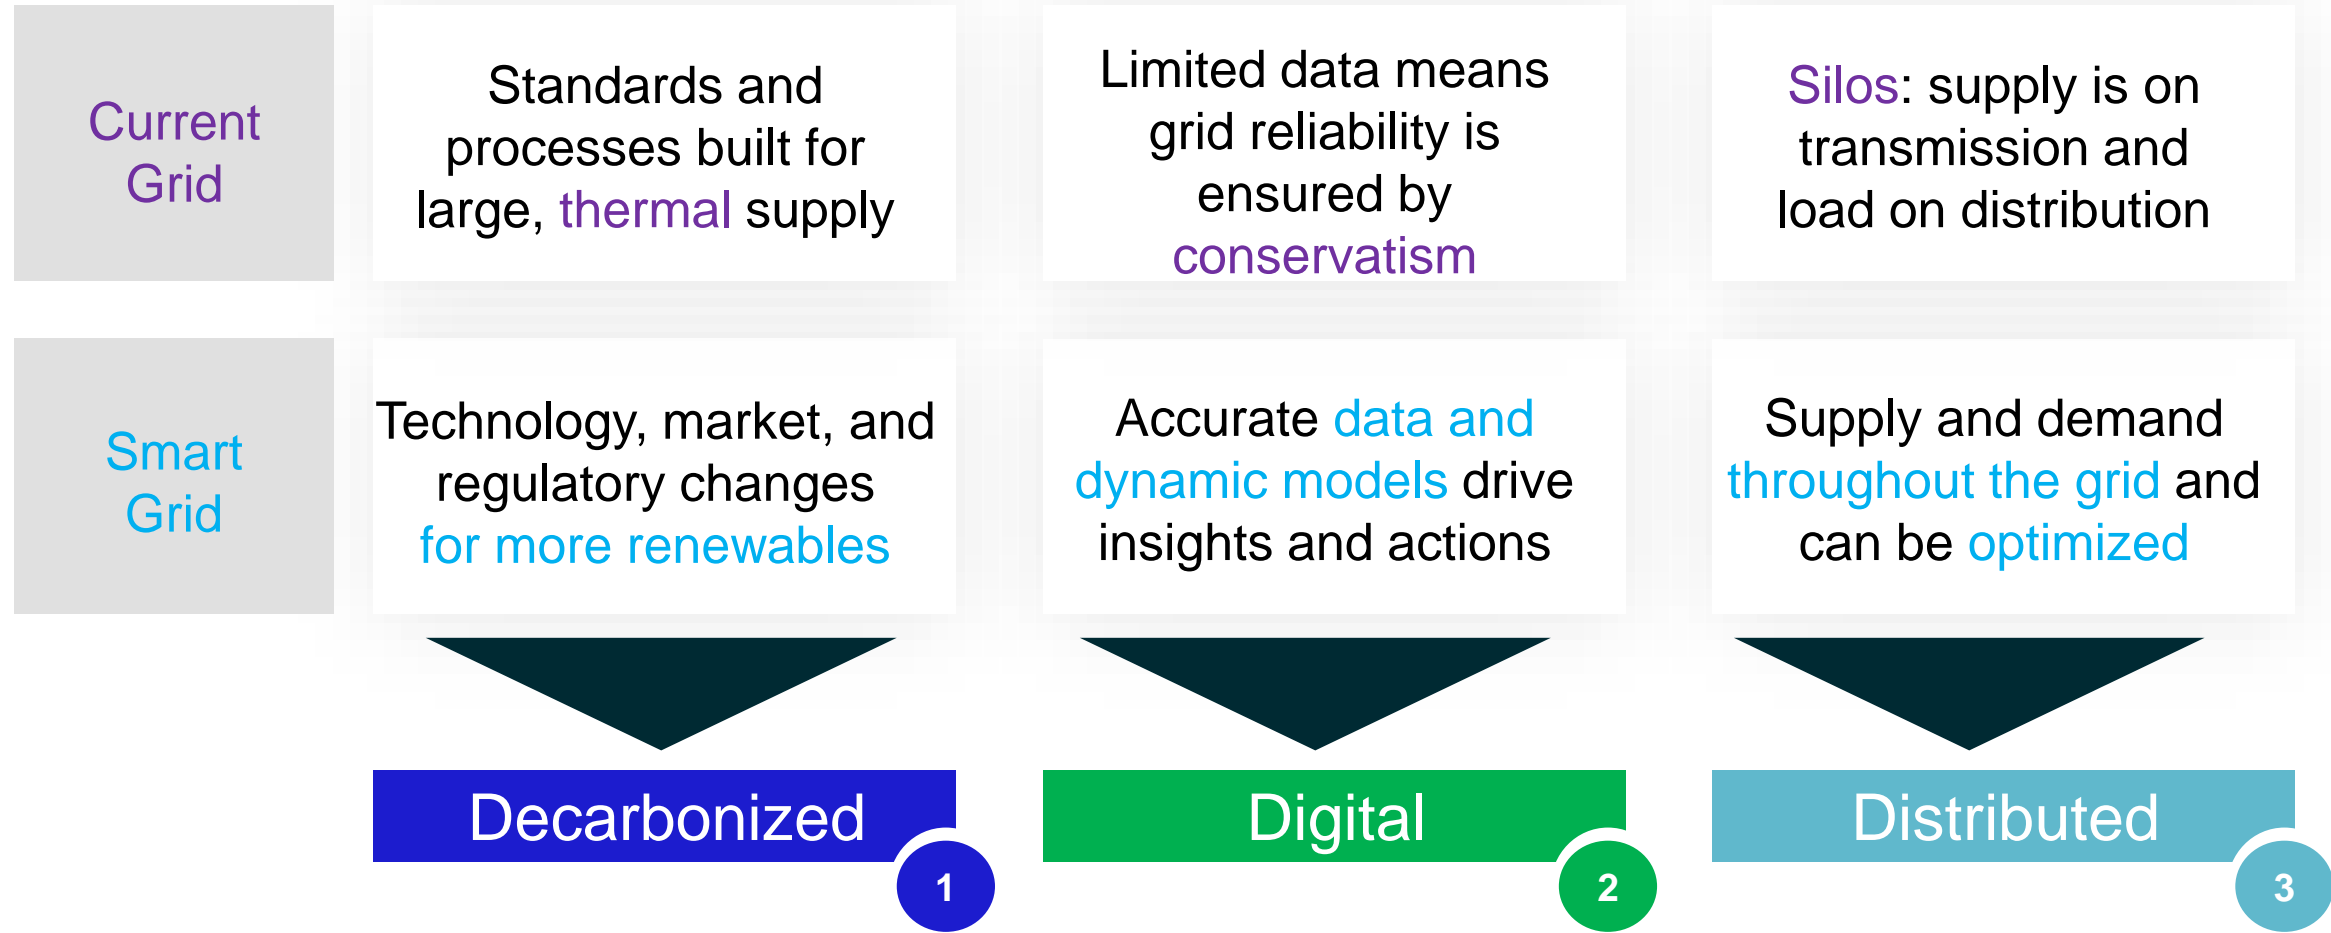 Current
Grid
Standards and
processes built for
large, thermal supply
Limited data means
grid reliability is
ensured by
conservatism
Silos: supply is on
transmission and
load on distribution
Smart
Grid
Technology, market, and
regulatory changes
for more renewables
Accurate data and
dynamic models drive
insights and actions
Supply and demand
throughout the grid and
can be optimized
Decarbonized
1
Digital
2
Distributed
3